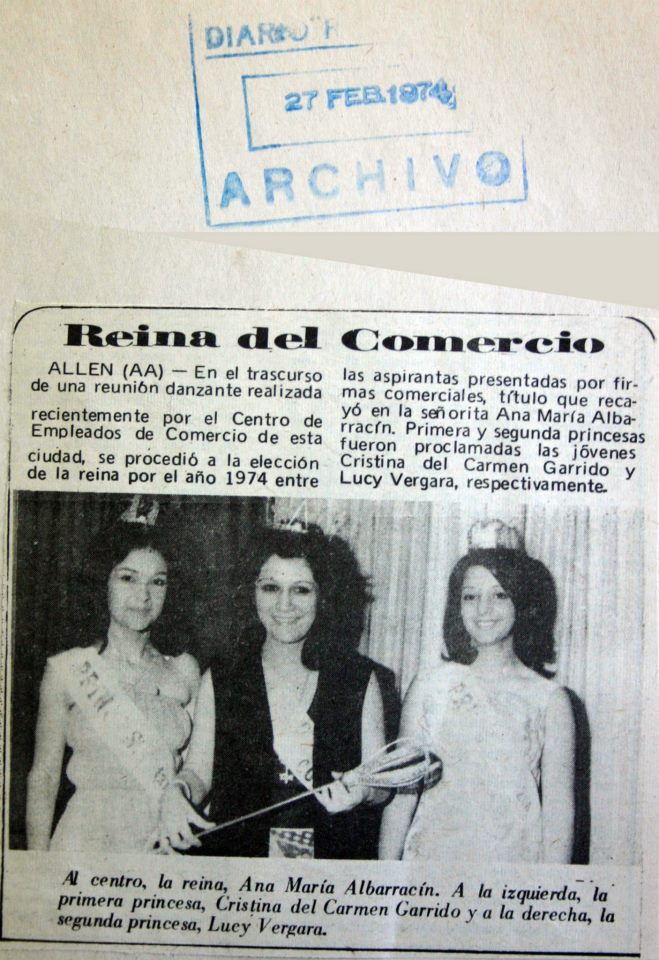 DIARIO
27 FEB. 1974
ARCHIVO
Reina del Comercio
ALLEN (AA) — En el trascurso
de una reunión danzante realizada
recientemente por el Centro de
Empleados de Comercio de esta
ciudad, se procedió a la elección
de la reina por el año 1974 entre
las aspirantas presentadas por fir-
mas comerciales, título que reca-
yó en la señorita Ana María Alba-
rracín. Primera y segunda princesas
fueron proclamadas las jóvenes
Cristina del Carmen Garrido y
Lucy Vergara, respectivamente.
Al centro, la reina, Ana María Albarracín. A la izquierda, la
primera princesa, Cristina del Carmen Garrido y a la derecha, la
segunda princesa, Lucy Vergara.